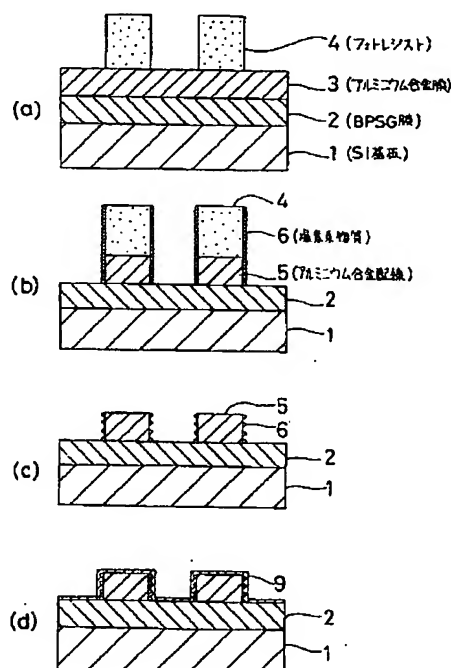 4 (フォトレジスト)
3 (アルミニウム合金膜)
(a)
2 (BPSG膜)
1 (Si基板)
4
6 (塩素系物質)
5 (アルミニウム合金配線)
(b)
2
1
5
6
(c)
2
1
9
(d)
2
1